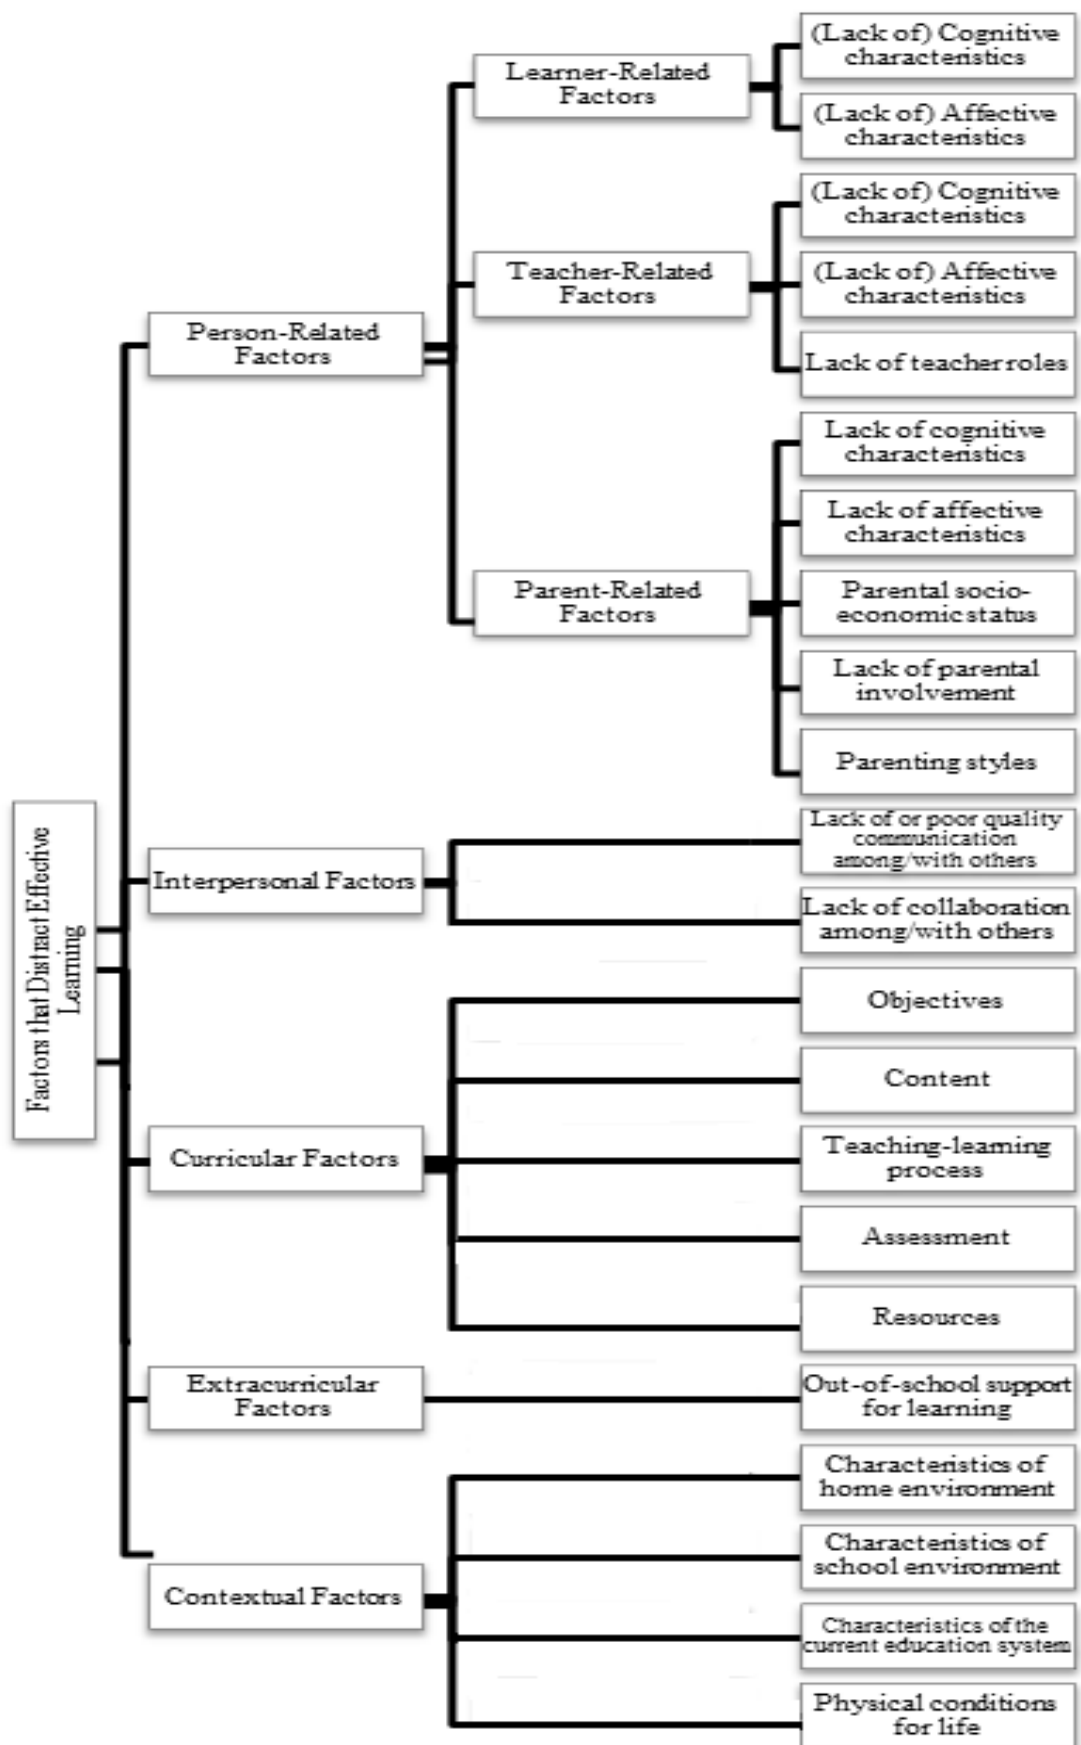 Factors that Distract Effective
Learning
Person-Related
Factors
Learner-Related
Factors
(Lack of) Cognitive
characteristics
(Lack of) Affective
characteristics
Teacher-Related
Factors
(Lack of) Cognitive
characteristics
(Lack of) Affective
characteristics
Lack of teacher roles
Parent-Related
Factors
Lack of cognitive
characteristics
Lack of affective
characteristics
Parental socio-
economic status
Lack of parental
involvement
Parenting styles
Interpersonal Factors
Lack of or poor quality
communication
among/with others
Lack of collaboration
among/with others
Curricular Factors
Objectives
Content
Teaching-learning
process
Assessment
Resources
Extracurricular
Factors
Out-of-school support
for learning
Contextual Factors
Characteristics of
home environment
Characteristics of
school environment
Characteristics of the
current education system
Physical conditions
for life